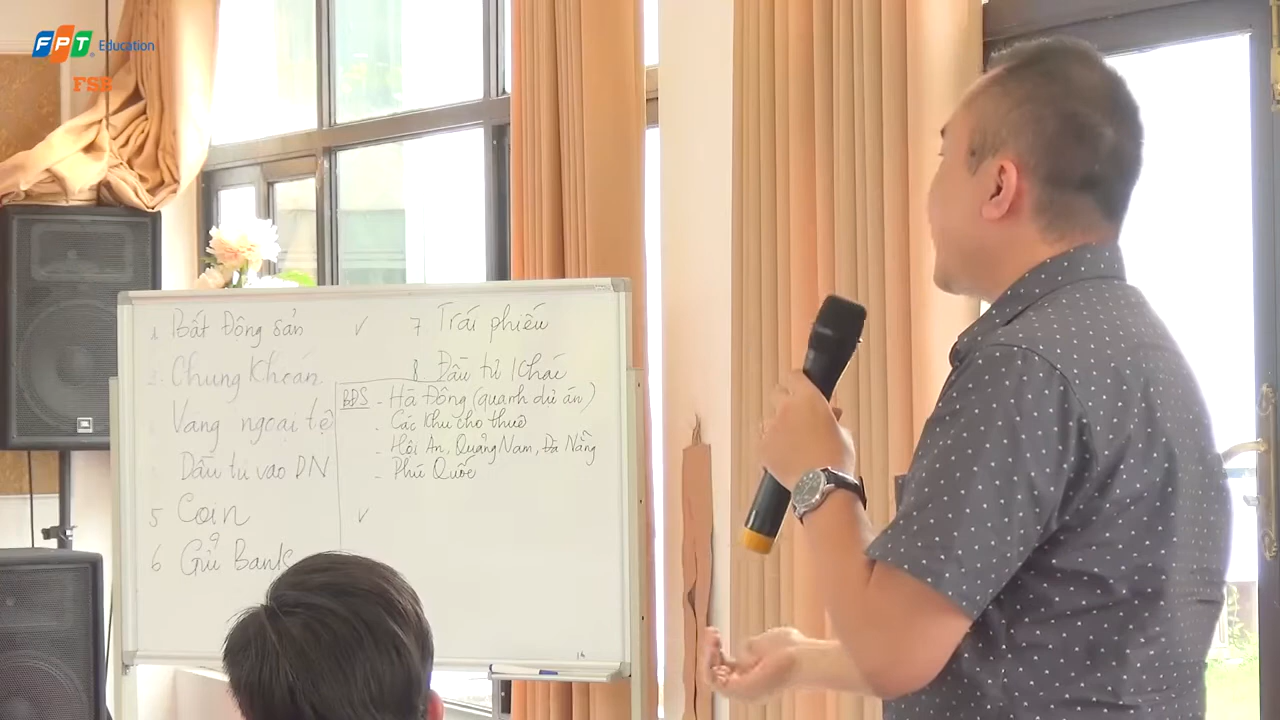 FPT Education
FSB
1 Bất Động Sản ✓
2. Chứng Khoán
Vàng ngoại tệ
Đầu tư vào DN
5 Coin ✓
6 Gửi Bank
7 Trái phiếu
8 Đầu tư khác
BĐS - Hà Đông (quanh dự án)
- Các khu cho thuê
- Hội An, Quảng Nam, Đà Nẵng
- Phú Quốc